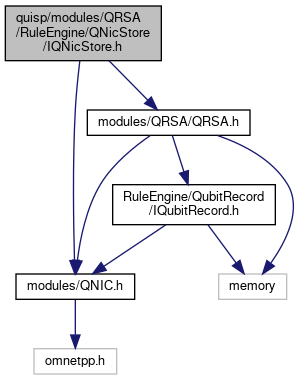 quisp/modules/QRSA
/RuleEngine/QNicStore
/IQNicStore.h
modules/QRSA/QRSA.h
RuleEngine/QubitRecord
/IQubitRecord.h
modules/QNIC.h
memory
omnetpp.h